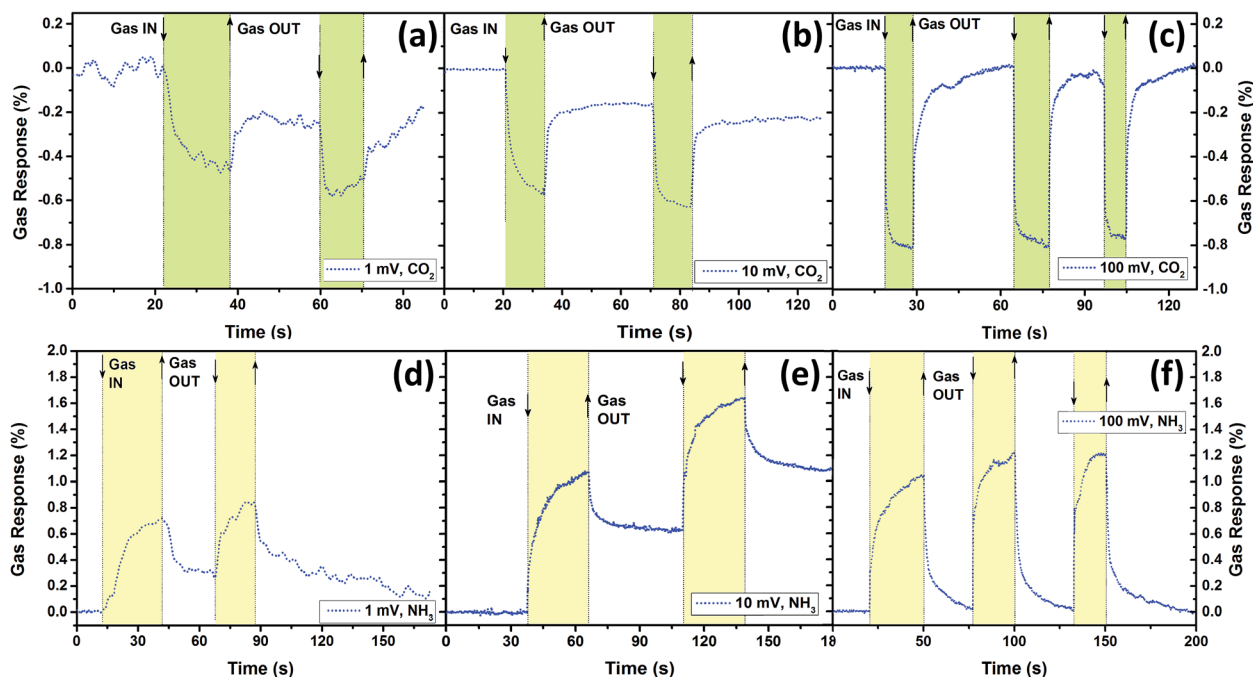 0.2
0.0
-0.2
-0.4
-0.6
-0.8
-1.0
Gas Response (%)
Gas IN
Gas OUT
(a)
1 mV, CO₂
0 20 40 60 80
Time (s)
Gas IN
Gas OUT
(b)
10 mV, CO₂
0 20 40 60 80 100 120
Time (s)
Gas IN
Gas OUT
(c)
100 mV, CO₂
0 30 60 90 120
Time (s)
0.2
0.0
-0.2
-0.4
-0.6
-0.8
-1.0
Gas Response (%)
2.0
1.8
1.6
1.4
1.2
1.0
0.8
0.6
0.4
0.2
0.0
Gas Response (%)
Gas
IN
Gas
OUT
(d)
1 mV, NH₃
0 30 60 90 120 150
Time (s)
Gas
IN
Gas
OUT
(e)
10 mV, NH₃
0 30 60 90 120 150 18
Time (s)
Gas
IN
Gas
OUT
(f)
100 mV, NH₃
50 100 150 200
Time (s)
2.0
1.8
1.6
1.4
1.2
1.0
0.8
0.6
0.4
0.2
0.0
Gas Response (%)